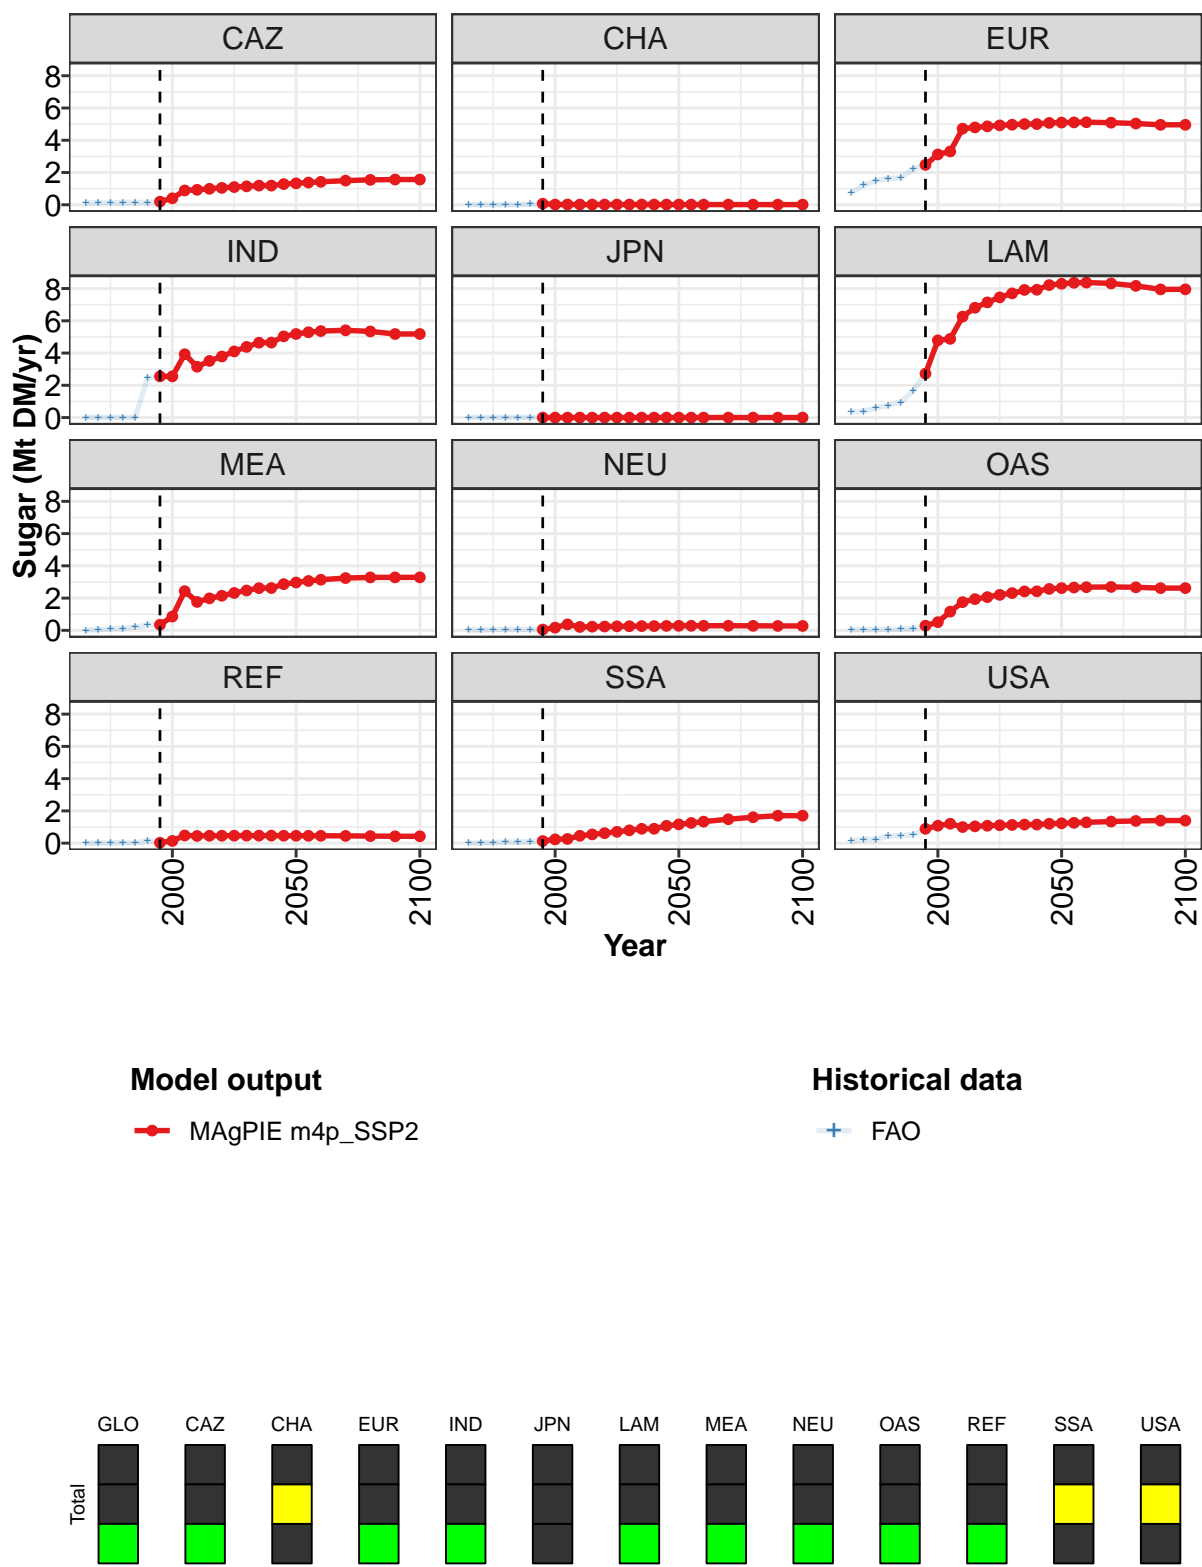 CAZ CHA EUR
8
6
4
2
0
IND JPN LAM
8
6
4
2
0
MEA NEU OAS
8
6
4
2
0
REF SSA USA
8
6
4
2
0
Sugar (Mt DM/yr)
2000 2050 2100 2000 2050 2100 2000 2050 2100
Year
Model output Historical data
MAgPIE m4p_SSP2 FAO
GLO CAZ CHA EUR IND JPN LAM MEA NEU OAS REF SSA USA
Total